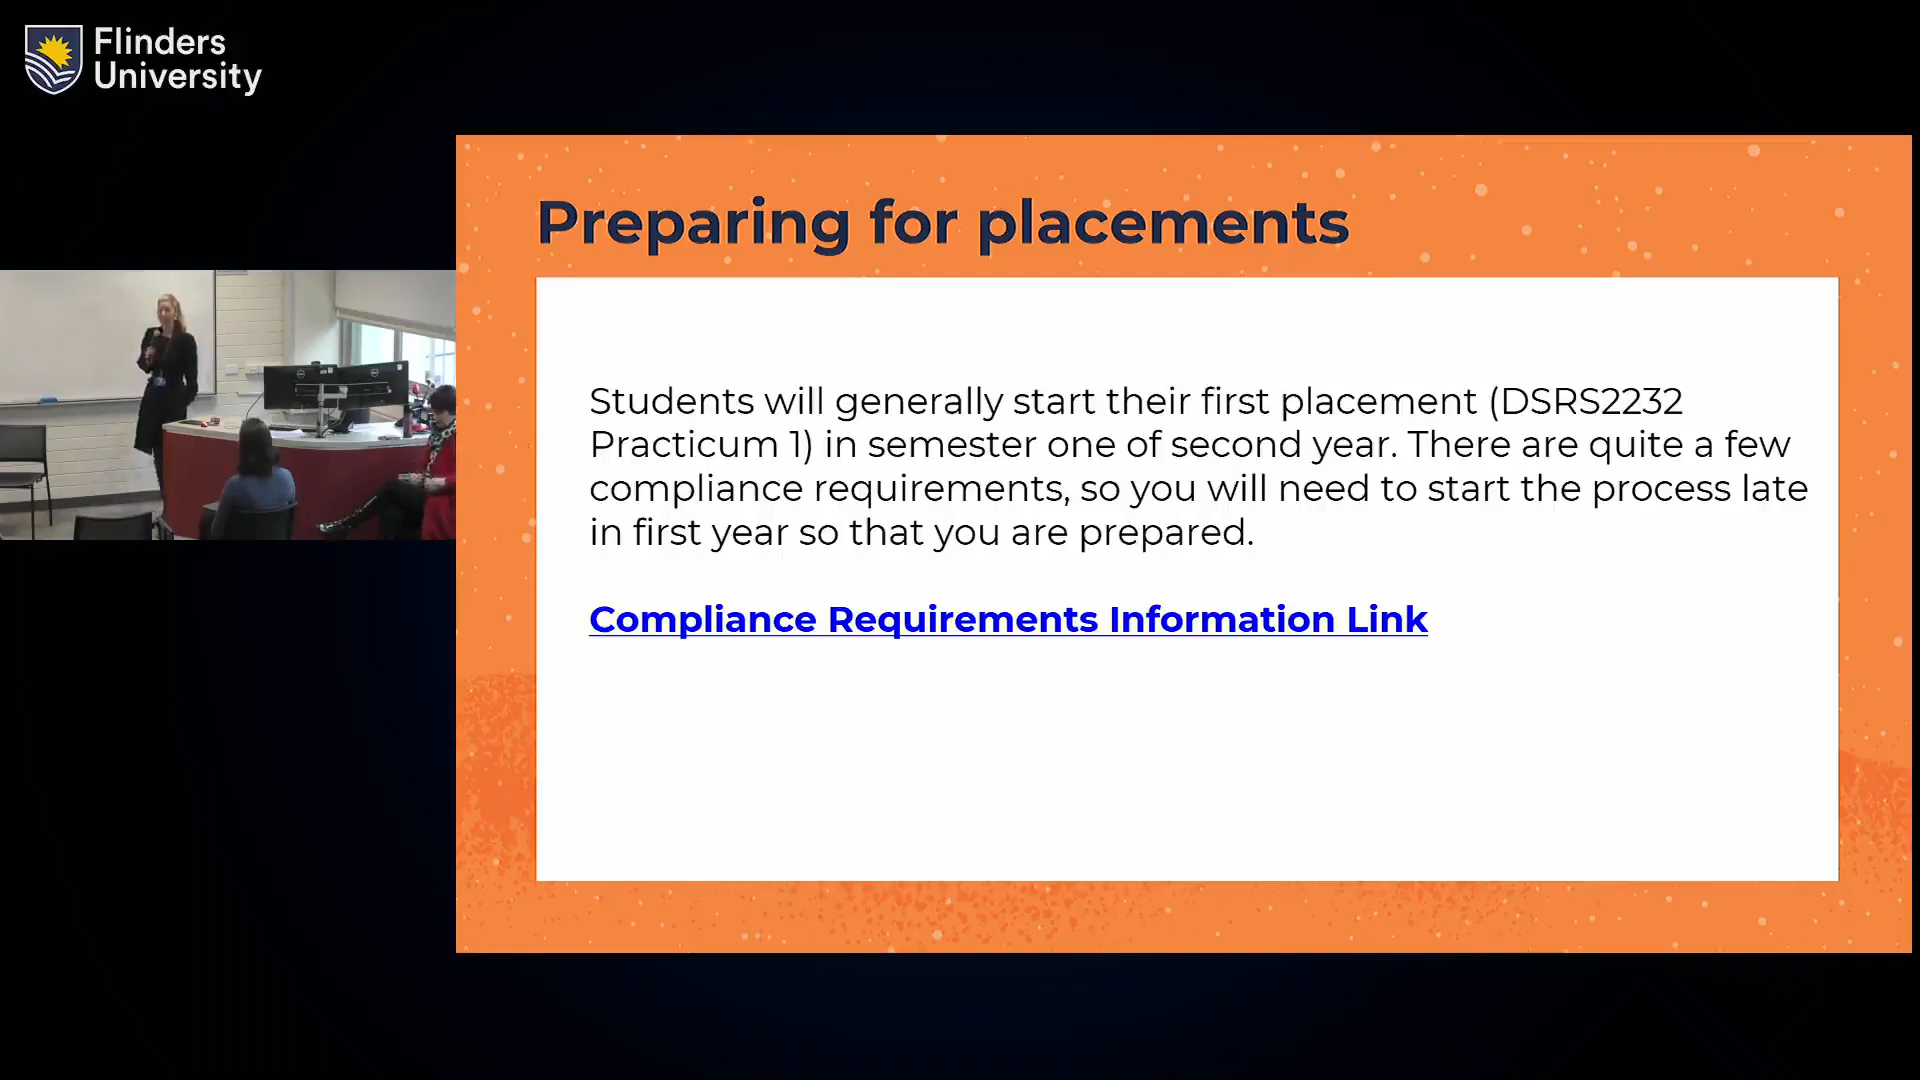 Flinders
University
Preparing for placements
Students will generally start their first placement (DSRS2232
Practicum 1) in semester one of second year. There are quite a few
compliance requirements, so you will need to start the process late
in first year so that you are prepared.
Compliance Requirements Information Link